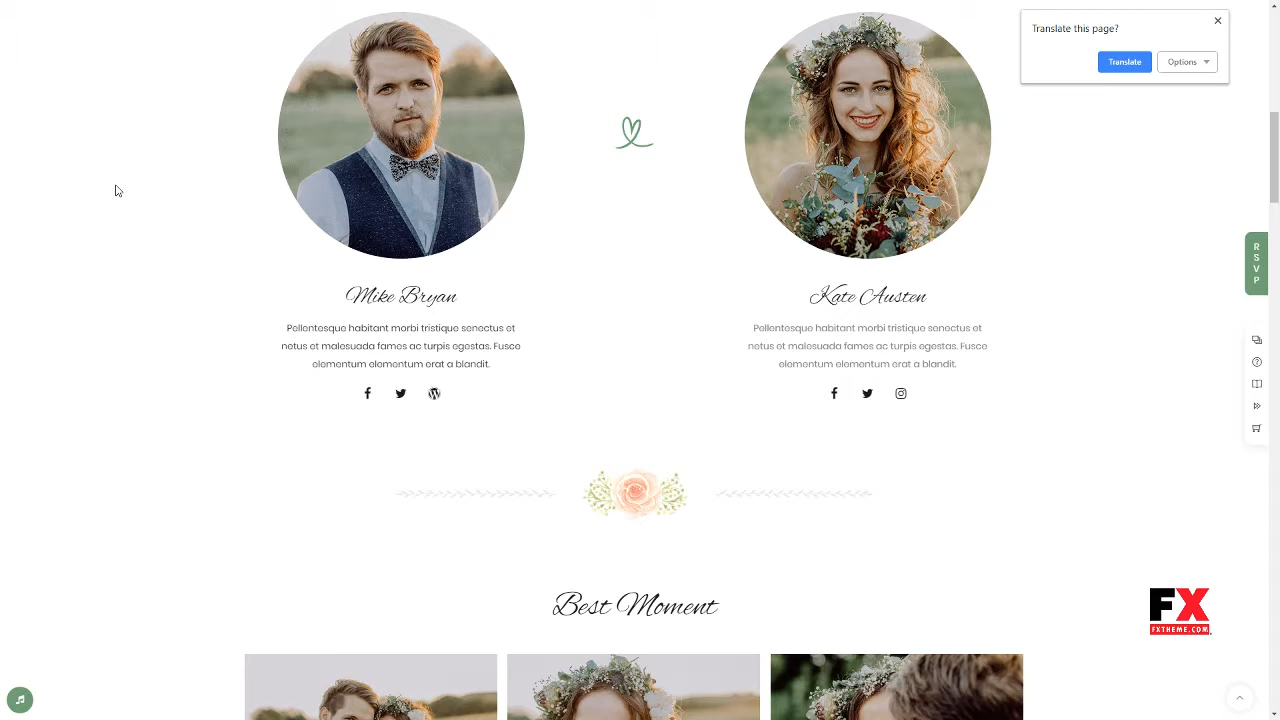 Translate this page?
Translate
Options
RSVP
Mike Bryan
Kate Austen
Pellentesque habitant morbi tristique senectus et
netus et malesuada fames ac turpis egestas. Fusce
elementum elementum erat a blandit.
Pellentesque habitant morbi tristique senectus et
netus et malesuada fames ac turpis egestas. Fusce
elementum elementum erat a blandit.
Best Moment
FX
FXTHEME.COM